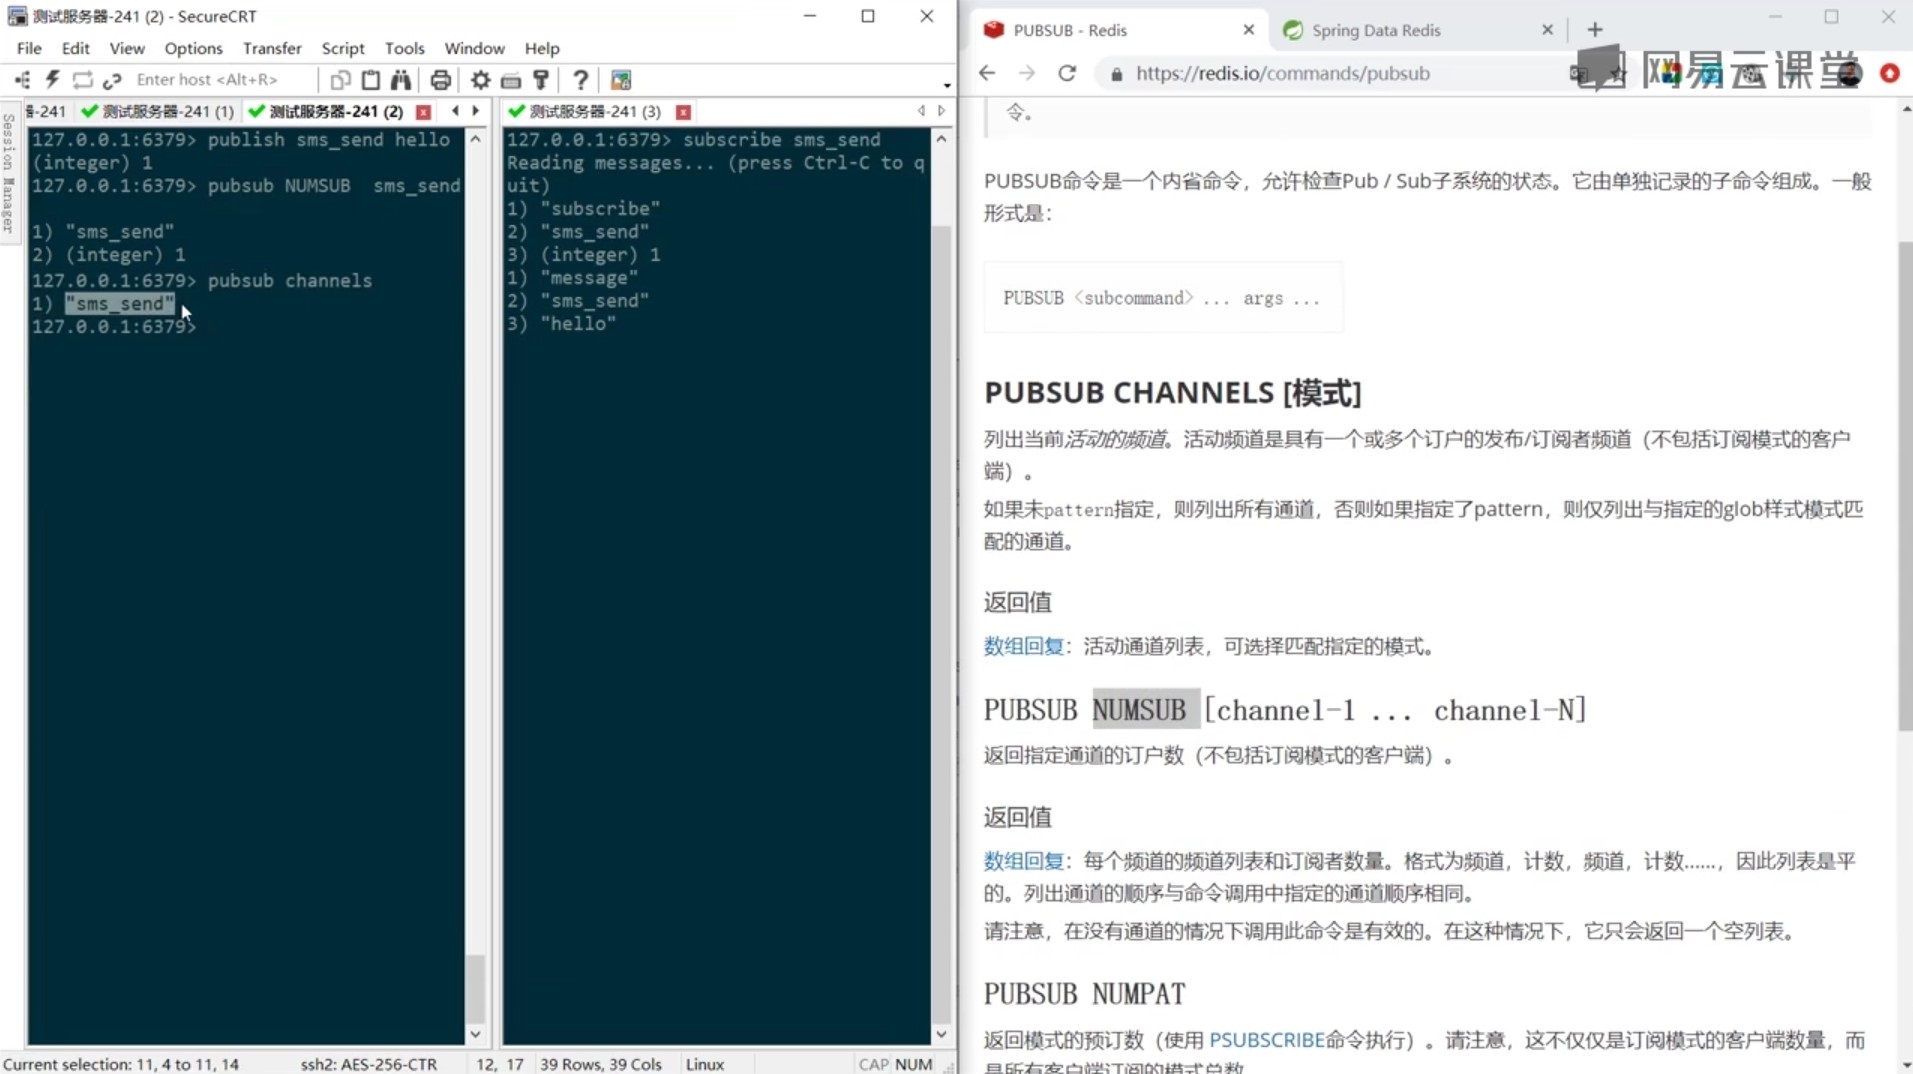 测试服务器-241 (2) - SecureCRT
File Edit View Options Transfer Script Tools Window Help
Enter host <Alt+R>
-241 测试服务器-241 (1) 测试服务器-241 (2)
Session Manager
127.0.0.1:6379> publish sms_send hello
(integer) 1
127.0.0.1:6379> pubsub NUMSUB  sms_send
1) "sms_send"
2) (integer) 1
127.0.0.1:6379> pubsub channels
1) "sms_send"
127.0.0.1:6379>
测试服务器-241 (3)
127.0.0.1:6379> subscribe sms_send
Reading messages... (press Ctrl-C to q
uit)
1) "subscribe"
2) "sms_send"
3) (integer) 1
1) "message"
2) "sms_send"
3) "hello"
Current selection: 11, 4 to 11, 14 ssh2: AES-256-CTR 12, 17 39 Rows, 39 Cols Linux CAP NUM
PUBSUB - Redis
Spring Data Redis
https://redis.io/commands/pubsub
网易云课堂
令。
PUBSUB命令是一个内省命令，允许检查Pub / Sub子系统的状态。它由单独记录的子命令组成。一般
形式是：
PUBSUB <subcommand> ... args ...
PUBSUB CHANNELS [模式]
列出当前活动的频道。活动频道是具有一个或多个订户的发布/订阅者频道（不包括订阅模式的客户
端）。
如果未pattern指定，则列出所有通道，否则如果指定了pattern，则仅列出与指定的glob样式模式匹
配的通道。
返回值
数组回复：活动通道列表，可选择匹配指定的模式。
PUBSUB NUMSUB [channel-1 ... channel-N]
返回指定通道的订户数（不包括订阅模式的客户端）。
返回值
数组回复：每个频道的频道列表和订阅者数量。格式为频道，计数，频道，计数......，因此列表是平
的。列出通道的顺序与命令调用中指定的通道顺序相同。
请注意，在没有通道的情况下调用此命令是有效的。在这种情况下，它只会返回一个空列表。
PUBSUB NUMPAT
返回模式的预订数（使用 PSUBSCRIBE命令执行）。请注意，这不仅仅是订阅模式的客户端数量，而
是所有客户端订阅的模式总数